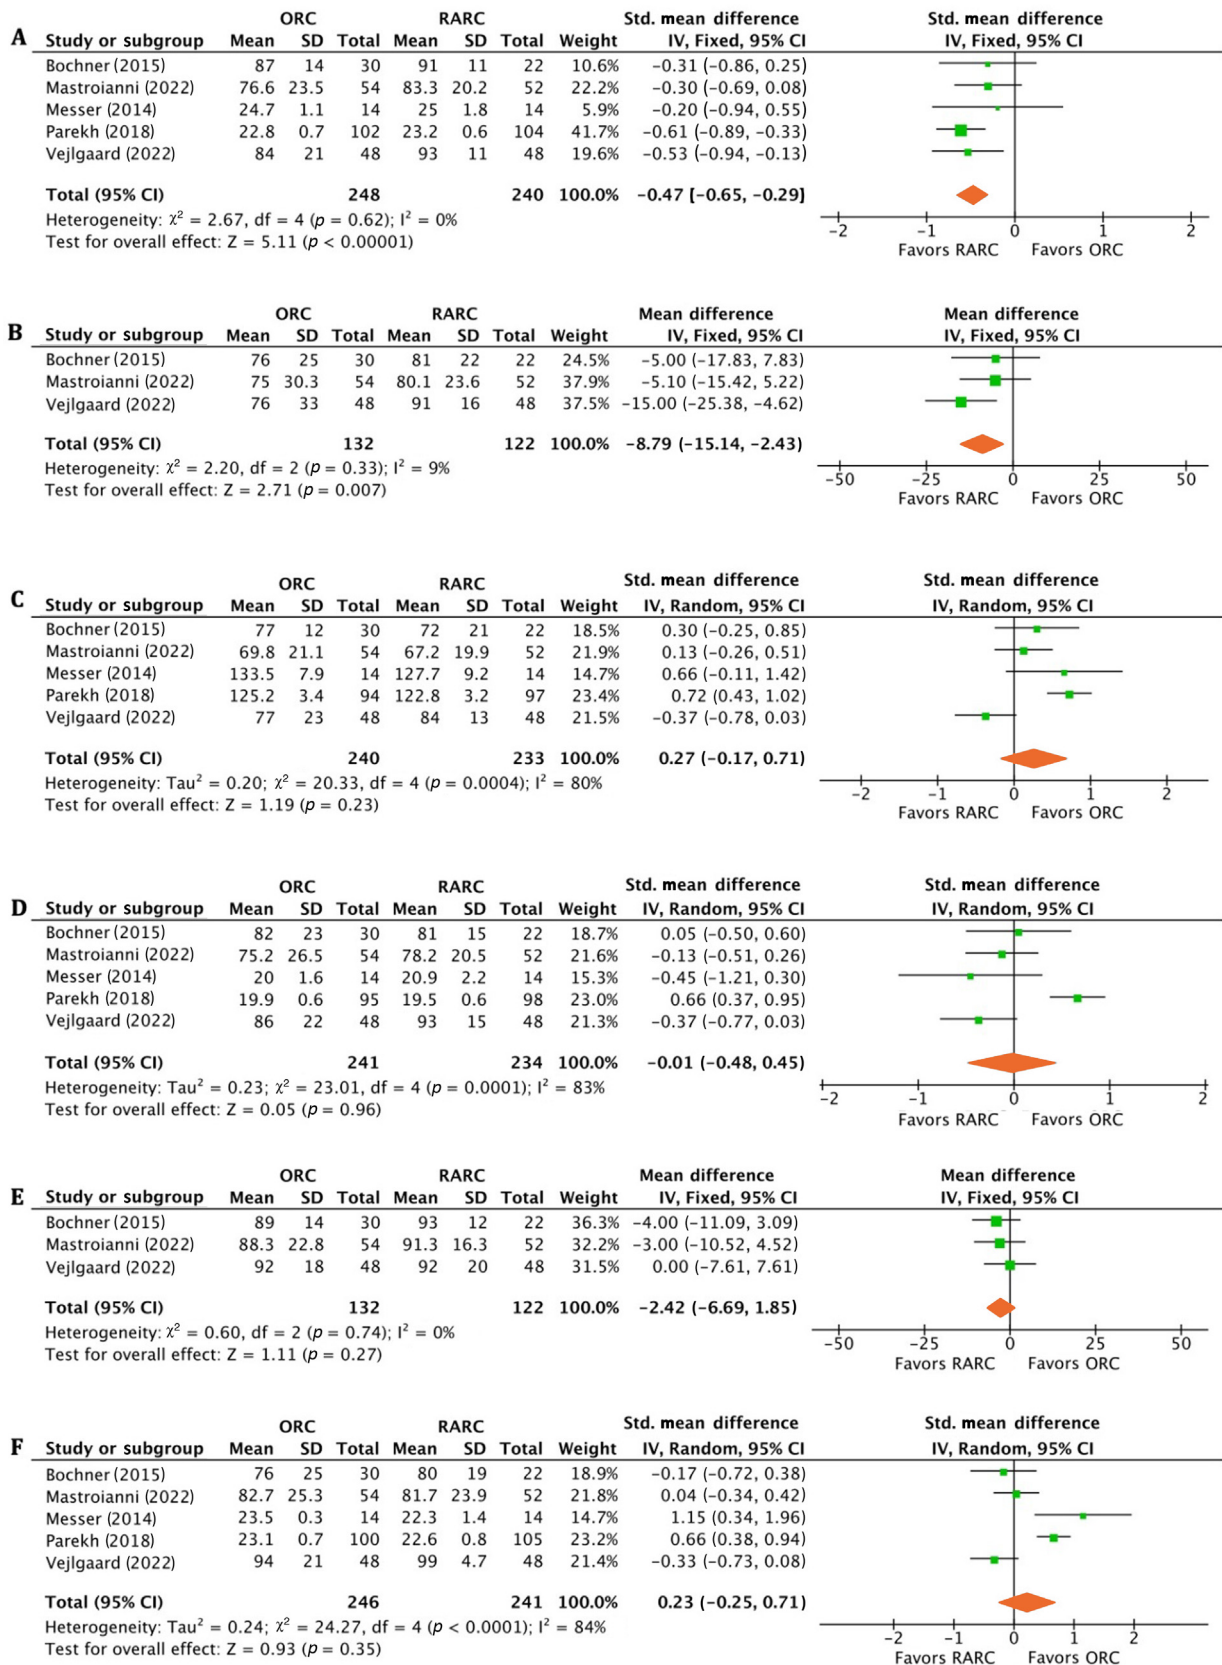 ORC RARC Std. mean difference Std. mean difference
A Study or subgroup Mean SD Total Mean SD Total Weight IV, Fixed, 95% CI IV, Fixed, 95% CI
Bochner (2015) 87 14 30 91 11 22 10.6% −0.31 (−0.86, 0.25)
Mastroianni (2022) 76.6 23.5 54 83.3 20.2 52 22.2% −0.30 (−0.69, 0.08)
Messer (2014) 24.7 1.1 14 25 1.8 14 5.9% −0.20 (−0.94, 0.55)
Parekh (2018) 22.8 0.7 102 23.2 0.6 104 41.7% −0.61 (−0.89, −0.33)
Vejlgaard (2022) 84 21 48 93 11 48 19.6% −0.53 (−0.94, −0.13)
Total (95% CI) 248 240 100.0% −0.47 [−0.65, −0.29]
Heterogeneity: χ² = 2.67, df = 4 (p = 0.62); I² = 0%
Test for overall effect: Z = 5.11 (p < 0.00001)
−2 −1 0 1 2
Favors RARC Favors ORC
ORC RARC Mean difference Mean difference
B Study or subgroup Mean SD Total Mean SD Total Weight IV, Fixed, 95% CI IV, Fixed, 95% CI
Bochner (2015) 76 25 30 81 22 22 24.5% −5.00 (−17.83, 7.83)
Mastroianni (2022) 75 30.3 54 80.1 23.6 52 37.9% −5.10 (−15.42, 5.22)
Vejlgaard (2022) 76 33 48 91 16 48 37.5% −15.00 (−25.38, −4.62)
Total (95% CI) 132 122 100.0% −8.79 (−15.14, −2.43)
Heterogeneity: χ² = 2.20, df = 2 (p = 0.33); I² = 9%
Test for overall effect: Z = 2.71 (p = 0.007)
−50 −25 0 25 50
Favors RARC Favors ORC
ORC RARC Std. mean difference Std. mean difference
C Study or subgroup Mean SD Total Mean SD Total Weight IV, Random, 95% CI IV, Random, 95% CI
Bochner (2015) 77 12 30 72 21 22 18.5% 0.30 (−0.25, 0.85)
Mastroianni (2022) 69.8 21.1 54 67.2 19.9 52 21.9% 0.13 (−0.26, 0.51)
Messer (2014) 133.5 7.9 14 127.7 9.2 14 14.7% 0.66 (−0.11, 1.42)
Parekh (2018) 125.2 3.4 94 122.8 3.2 97 23.4% 0.72 (0.43, 1.02)
Vejlgaard (2022) 77 23 48 84 13 48 21.5% −0.37 (−0.78, 0.03)
Total (95% CI) 240 233 100.0% 0.27 (−0.17, 0.71)
Heterogeneity: Tau² = 0.20; χ² = 20.33, df = 4 (p = 0.0004); I² = 80%
Test for overall effect: Z = 1.19 (p = 0.23)
−2 −1 0 1 2
Favors RARC Favors ORC
ORC RARC Std. mean difference Std. mean difference
D Study or subgroup Mean SD Total Mean SD Total Weight IV, Random, 95% CI IV, Random, 95% CI
Bochner (2015) 82 23 30 81 15 22 18.7% 0.05 (−0.50, 0.60)
Mastroianni (2022) 75.2 26.5 54 78.2 20.5 52 21.6% −0.13 (−0.51, 0.26)
Messer (2014) 20 1.6 14 20.9 2.2 14 15.3% −0.45 (−1.21, 0.30)
Parekh (2018) 19.9 0.6 95 19.5 0.6 98 23.0% 0.66 (0.37, 0.95)
Vejlgaard (2022) 86 22 48 93 15 48 21.3% −0.37 (−0.77, 0.03)
Total (95% CI) 241 234 100.0% −0.01 (−0.48, 0.45)
Heterogeneity: Tau² = 0.23; χ² = 23.01, df = 4 (p = 0.0001); I² = 83%
Test for overall effect: Z = 0.05 (p = 0.96)
−2 −1 0 1 2
Favors RARC Favors ORC
ORC RARC Mean difference Mean difference
E Study or subgroup Mean SD Total Mean SD Total Weight IV, Fixed, 95% CI IV, Fixed, 95% CI
Bochner (2015) 89 14 30 93 12 22 36.3% −4.00 (−11.09, 3.09)
Mastroianni (2022) 88.3 22.8 54 91.3 16.3 52 32.2% −3.00 (−10.52, 4.52)
Vejlgaard (2022) 92 18 48 92 20 48 31.5% 0.00 (−7.61, 7.61)
Total (95% CI) 132 122 100.0% −2.42 (−6.69, 1.85)
Heterogeneity: χ² = 0.60, df = 2 (p = 0.74); I² = 0%
Test for overall effect: Z = 1.11 (p = 0.27)
−50 −25 0 25 50
Favors RARC Favors ORC
ORC RARC Std. mean difference Std. mean difference
F Study or subgroup Mean SD Total Mean SD Total Weight IV, Random, 95% CI IV, Random, 95% CI
Bochner (2015) 76 25 30 80 19 22 18.9% −0.17 (−0.72, 0.38)
Mastroianni (2022) 82.7 25.3 54 81.7 23.9 52 21.8% 0.04 (−0.34, 0.42)
Messer (2014) 23.5 0.3 14 22.3 1.4 14 14.7% 1.15 (0.34, 1.96)
Parekh (2018) 23.1 0.7 100 22.6 0.8 105 23.2% 0.66 (0.38, 0.94)
Vejlgaard (2022) 94 21 48 99 4.7 48 21.4% −0.33 (−0.73, 0.08)
Total (95% CI) 246 241 100.0% 0.23 (−0.25, 0.71)
Heterogeneity: Tau² = 0.24; χ² = 24.27, df = 4 (p < 0.0001); I² = 84%
Test for overall effect: Z = 0.93 (p = 0.35)
−2 −1 0 1 2
Favors RARC Favors ORC